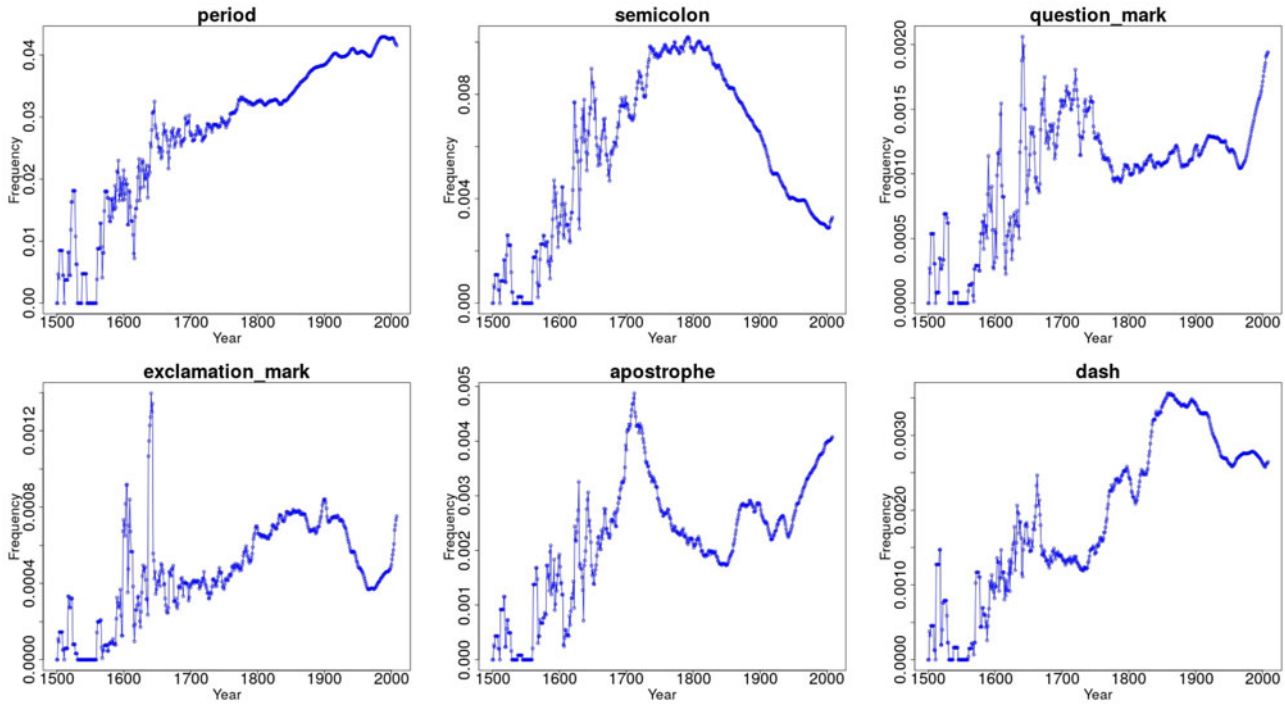 period
Frequency
0.00 0.01 0.02 0.03 0.04
1500 1600 1700 1800 1900 2000
Year
semicolon
Frequency
0.000 0.004 0.008
1500 1600 1700 1800 1900 2000
Year
question_mark
Frequency
0.0000 0.0005 0.0010 0.0015 0.0020
1500 1600 1700 1800 1900 2000
Year
exclamation_mark
Frequency
0.0000 0.0004 0.0008 0.0012
1500 1600 1700 1800 1900 2000
Year
apostrophe
Frequency
0.000 0.001 0.002 0.003 0.004 0.005
1500 1600 1700 1800 1900 2000
Year
dash
Frequency
0.0000 0.0010 0.0020 0.0030
1500 1600 1700 1800 1900 2000
Year